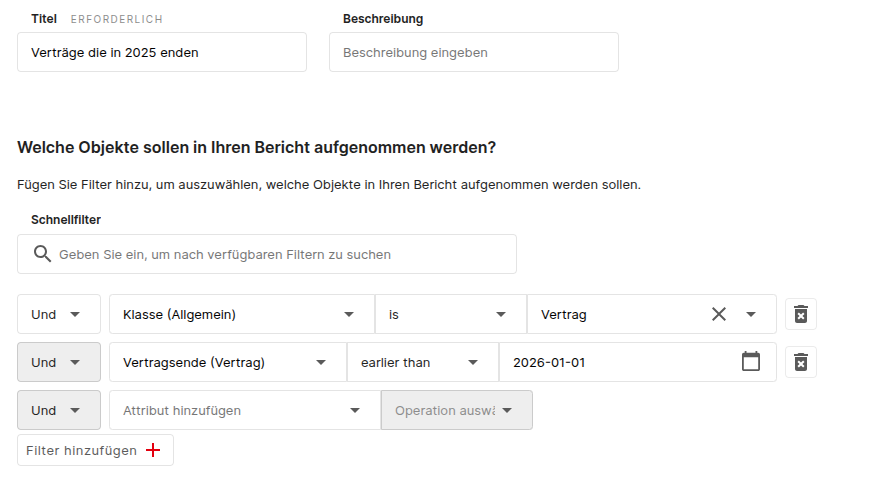 Titel ERFORDERLICH Beschreibung
Verträge die in 2025 enden Beschreibung eingeben
Welche Objekte sollen in Ihren Bericht aufgenommen werden?
Fügen Sie Filter hinzu, um auszuwählen, welche Objekte in Ihren Bericht aufgenommen werden sollen.
Schnellfilter
Geben Sie ein, um nach verfügbaren Filtern zu suchen
Und Klasse (Allgemein) is Vertrag
Und Vertragsende (Vertrag) earlier than 2026-01-01
Und Attribut hinzufügen Operation
Filter hinzufügen